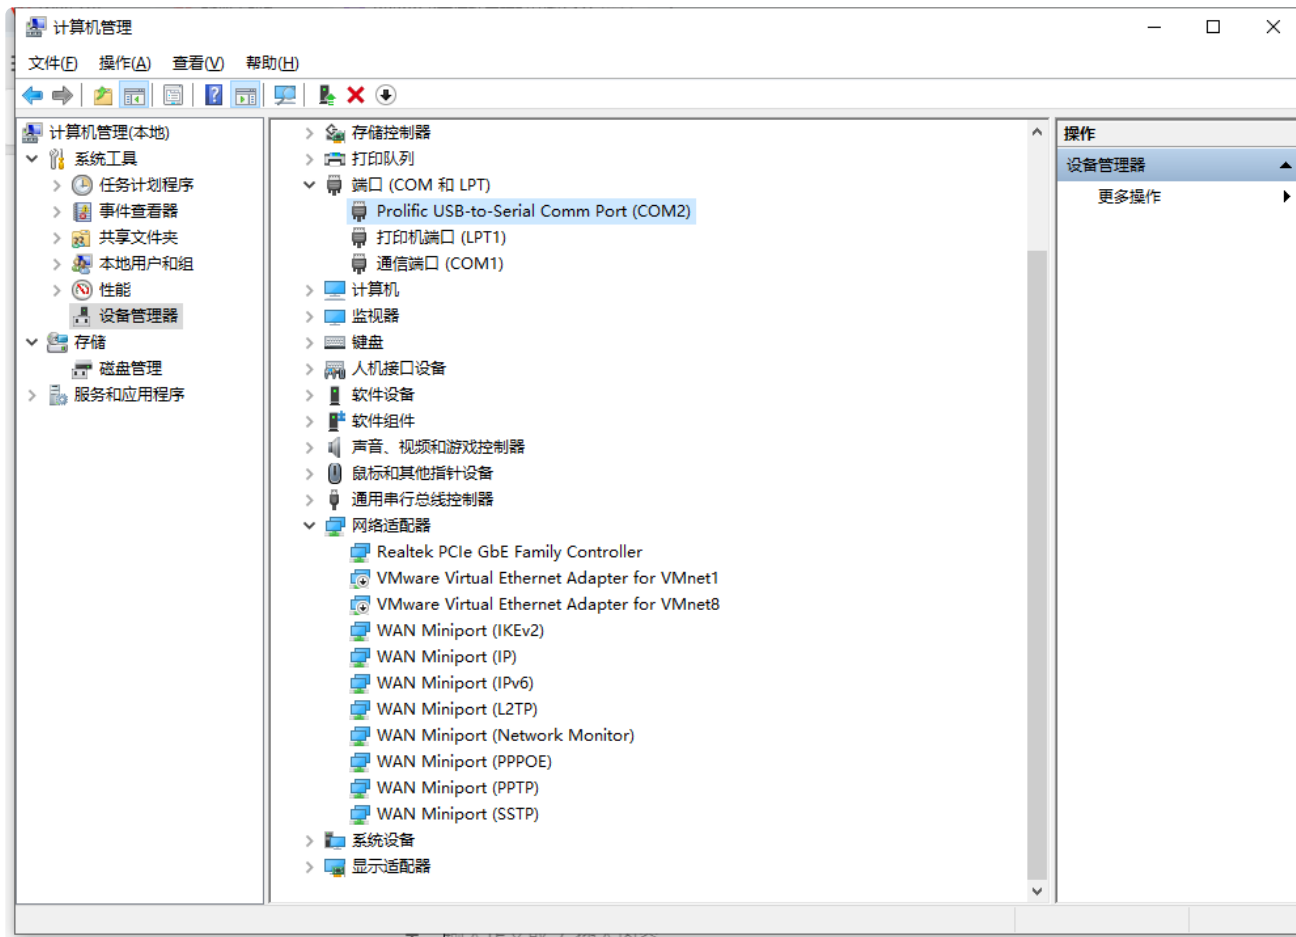 计算机管理
文件(F) 操作(A) 查看(V) 帮助(H)
计算机管理(本地)
系统工具
任务计划程序
事件查看器
共享文件夹
本地用户和组
性能
设备管理器
存储
磁盘管理
服务和应用程序
存储控制器
打印队列
端口 (COM 和 LPT)
Prolific USB-to-Serial Comm Port (COM2)
打印机端口 (LPT1)
通信端口 (COM1)
计算机
监视器
键盘
人机接口设备
软件设备
软件组件
声音、视频和游戏控制器
鼠标和其他指针设备
通用串行总线控制器
网络适配器
Realtek PCIe GbE Family Controller
VMware Virtual Ethernet Adapter for VMnet1
VMware Virtual Ethernet Adapter for VMnet8
WAN Miniport (IKEv2)
WAN Miniport (IP)
WAN Miniport (IPv6)
WAN Miniport (L2TP)
WAN Miniport (Network Monitor)
WAN Miniport (PPPOE)
WAN Miniport (PPTP)
WAN Miniport (SSTP)
系统设备
显示适配器
操作
设备管理器
更多操作